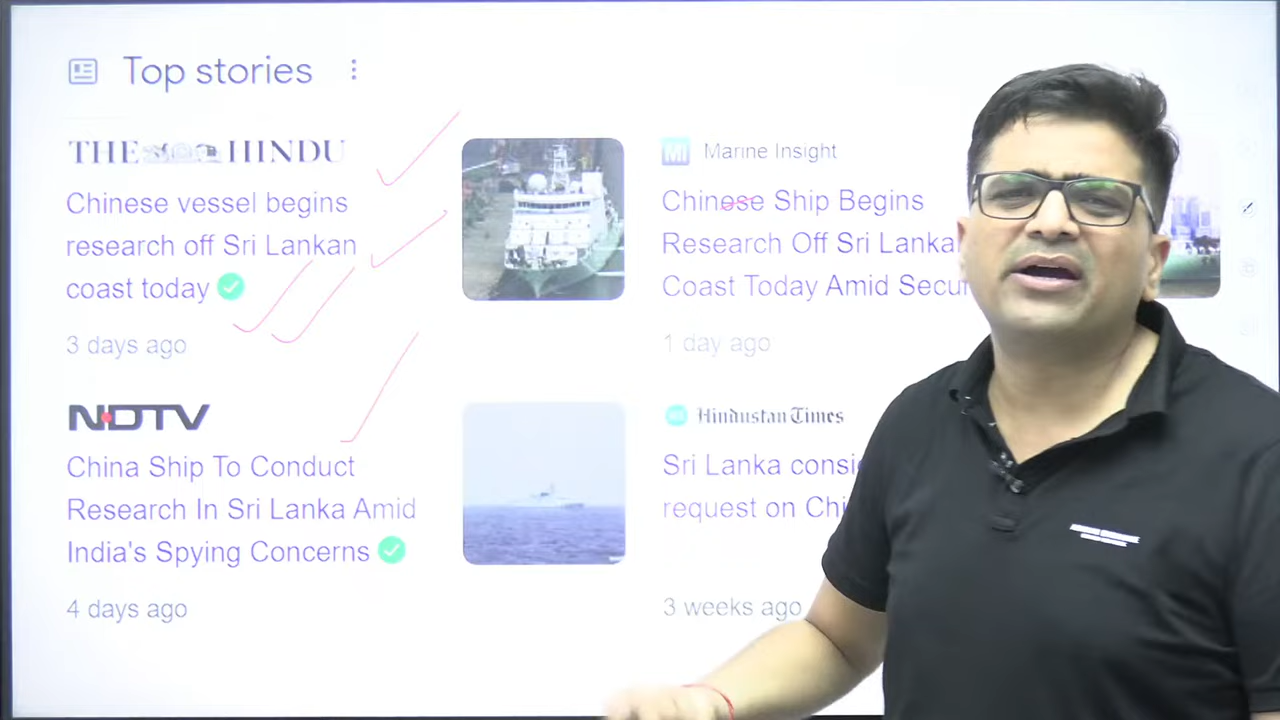 Top stories
THE HINDU
Chinese vessel begins
research off Sri Lankan
coast today
3 days ago
NDTV
China Ship To Conduct
Research In Sri Lanka Amid
India's Spying Concerns
4 days ago
MI Marine Insight
Chinese Ship Begins
Research Off Sri Lanka
Coast Today Amid Secur
1 day ago
Hindustan Times
Sri Lanka consi
request on Chi
3 weeks ago